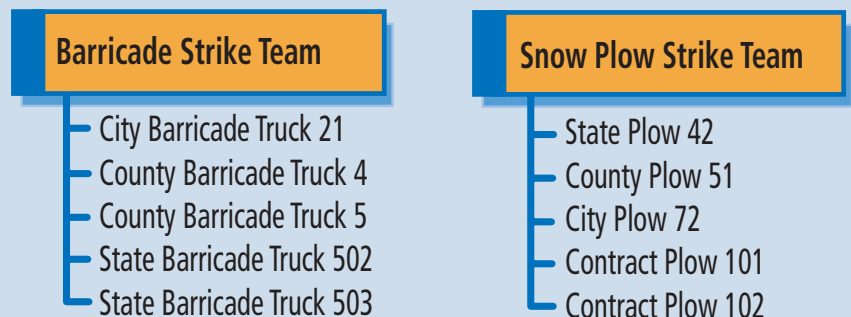 Barricade Strike Team
City Barricade Truck 21
County Barricade Truck 4
County Barricade Truck 5
State Barricade Truck 502
State Barricade Truck 503
Snow Plow Strike Team
State Plow 42
County Plow 51
City Plow 72
Contract Plow 101
Contract Plow 102